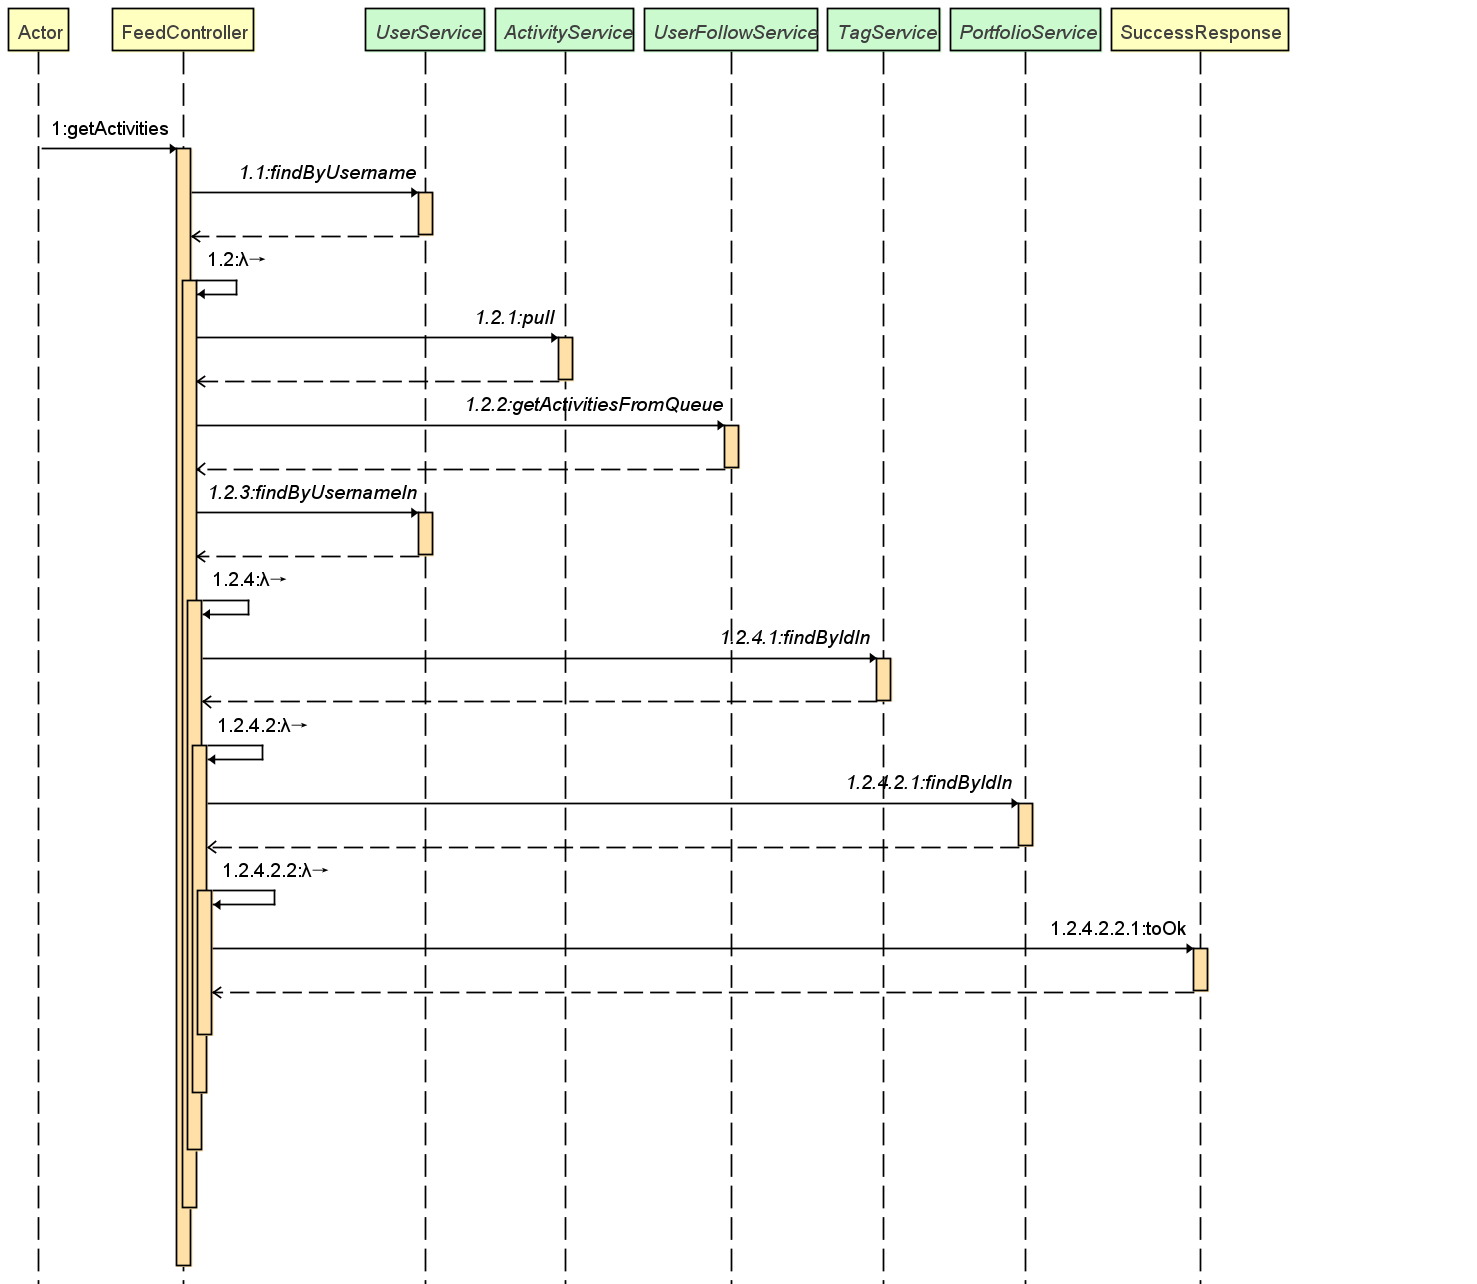 Actor
FeedController
UserService
ActivityService
UserFollowService
TagService
PortfolioService
SuccessResponse
1:getActivities
1.1:findByUsername
1.2:λ→
1.2.1:pull
1.2.2:getActivitiesFromQueue
1.2.3:findByUsernameIn
1.2.4:λ→
1.2.4.1:findByIdIn
1.2.4.2:λ→
1.2.4.2.1:findByIdIn
1.2.4.2.2:λ→
1.2.4.2.2.1:toOk